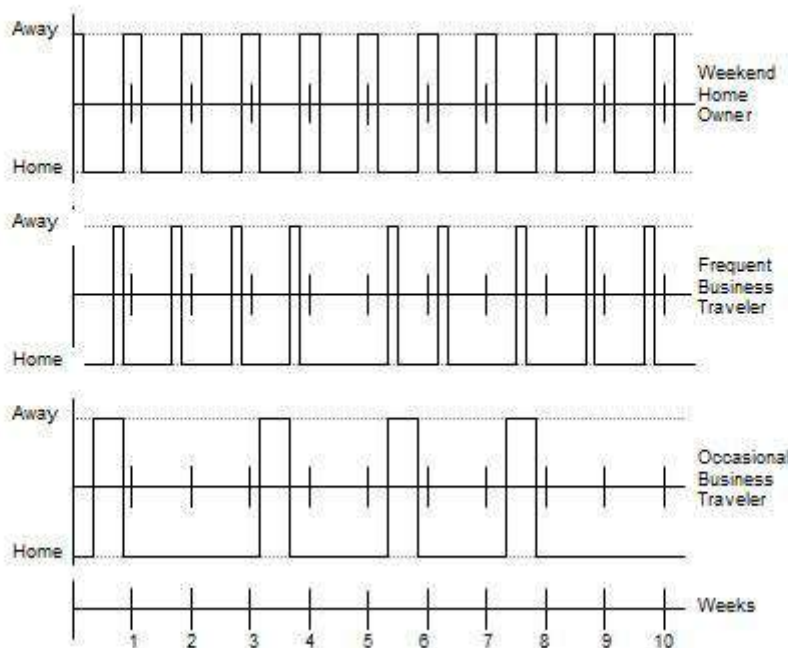 Away
Weekend
Home
Owner
Home
Away
Frequent
Business
Traveler
Home
Away
Occasional
Business
Traveler
Home
Weeks
1 2 3 4 5 6 7 8 9 10